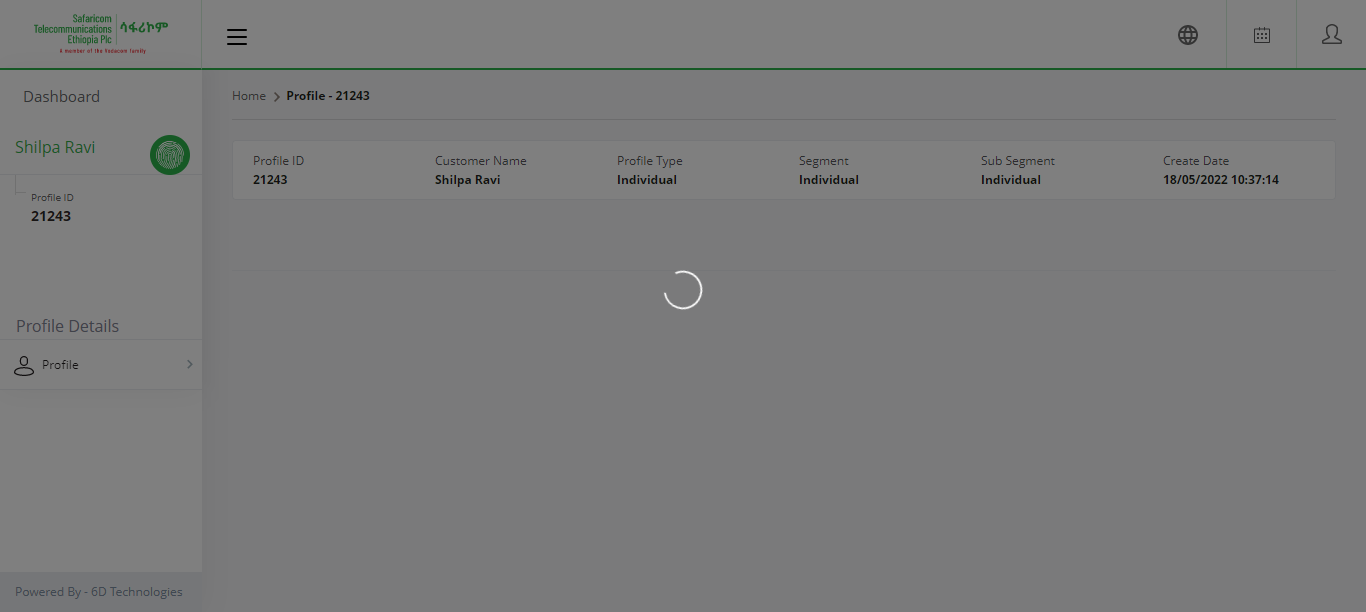 Safaricom
Telecommunications
Ethiopia Plc
ሳፋሪኮም
A member of the Vodacom family
Dashboard
Home > Profile - 21243
Shilpa Ravi
Profile ID
21243
Profile ID
21243
Customer Name
Shilpa Ravi
Profile Type
Individual
Segment
Individual
Sub Segment
Individual
Create Date
18/05/2022 10:37:14
Profile Details
Profile
Powered By - 6D Technologies